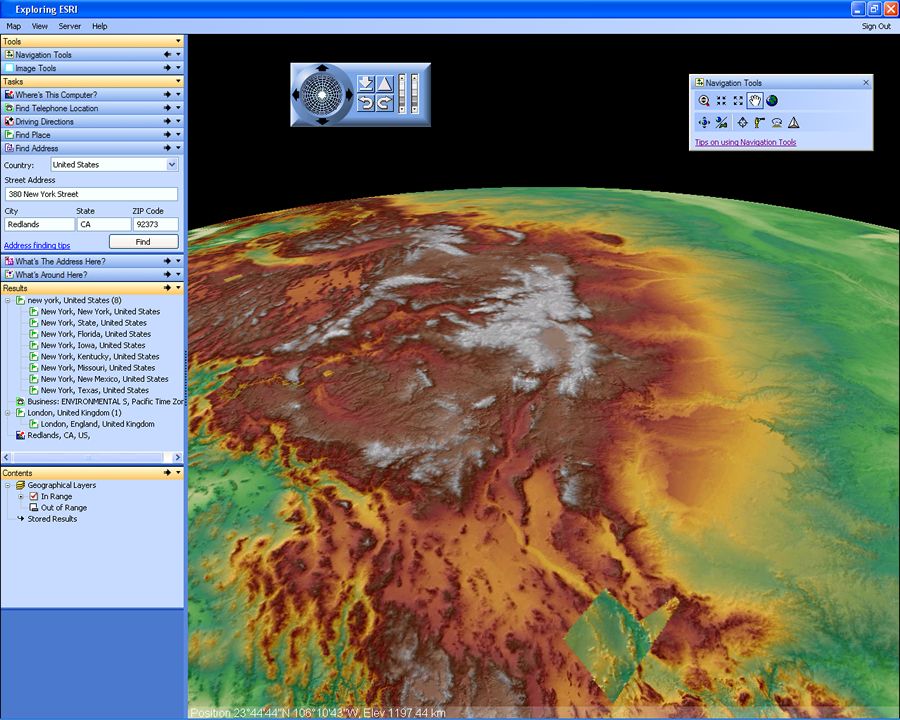 Exploring ESRI
Map View Server Help Sign Out
Tools
Navigation Tools
Image Tools
Tasks
Where's This Computer?
Find Telephone Location
Driving Directions
Find Place
Find Address
Country: United States
Street Address
380 New York Street
City State ZIP Code
Redlands CA 92373
Address finding tips Find
What's The Address Here?
What's Around Here?
Results
new york, United States (8)
New York, New York, United States
New York, State, United States
New York, Florida, United States
New York, Iowa, United States
New York, Kentucky, United States
New York, Missouri, United States
New York, New Mexico, United States
New York, Texas, United States
Business: ENVIRONMENTAL S, Pacific Time Zor
London, United Kingdom (1)
London, England, United Kingdom
Redlands, CA, US,
Contents
Geographical Layers
In Range
Out of Range
Stored Results
Navigation Tools
Tips on using Navigation Tools
Position 23°44'44"N 106°10'43"W, Elev 1197.44 km